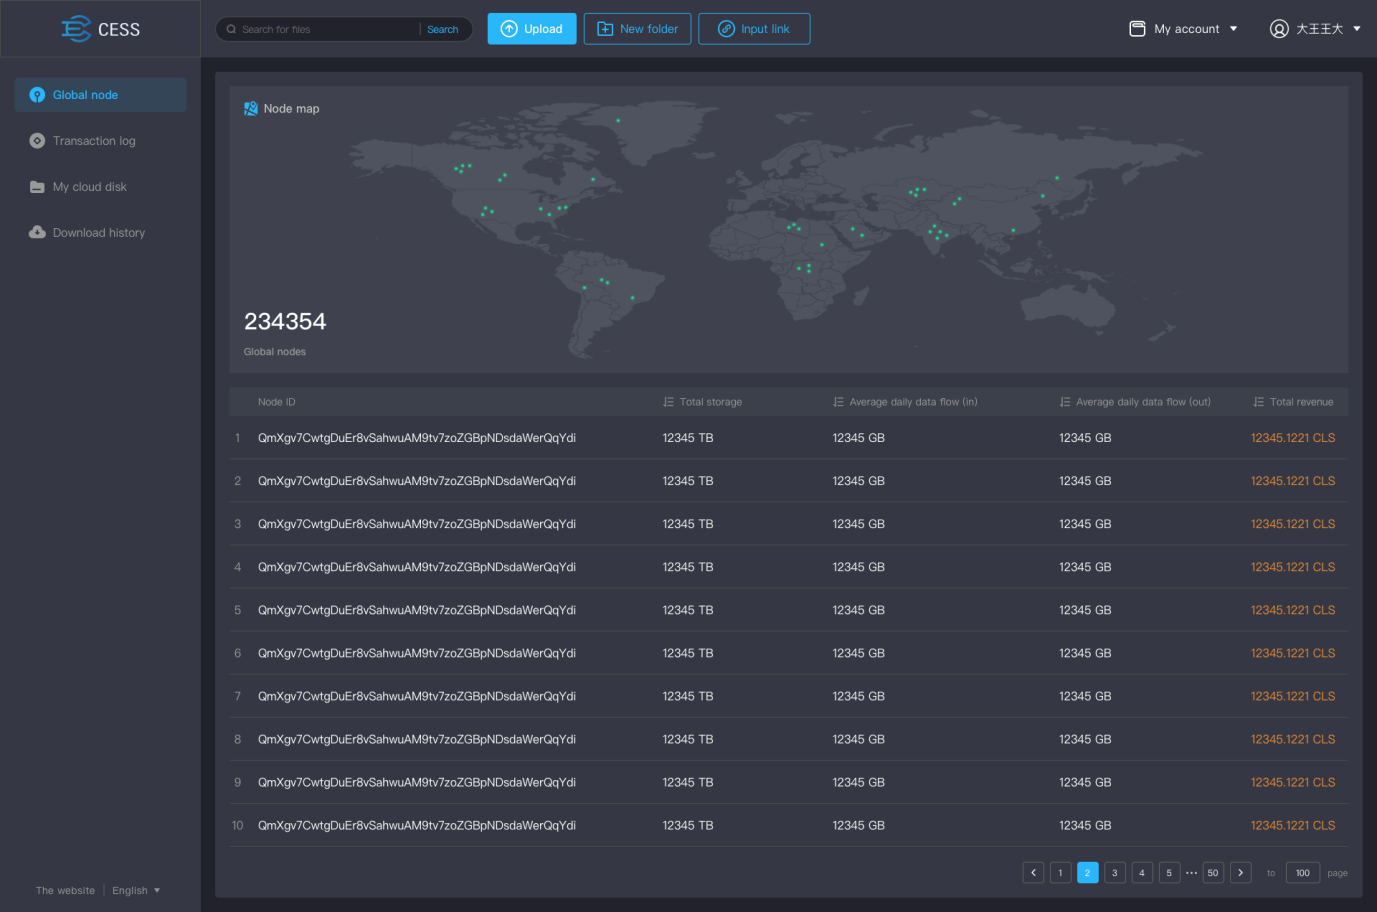 CESS
Search for files | Search
Upload
New folder
Input link
My account
大王王大
Global node
Transaction log
My cloud disk
Download history
Node map
234354
Global nodes
Node ID Total storage Average daily data flow (in) Average daily data flow (out) Total revenue
1 QmXgv7CwtgDuEr8vSahwuAM9tv7zoZGBpNDsdaWerQqYdi 12345 TB 12345 GB 12345 GB 12345.1221 CLS
2 QmXgv7CwtgDuEr8vSahwuAM9tv7zoZGBpNDsdaWerQqYdi 12345 TB 12345 GB 12345 GB 12345.1221 CLS
3 QmXgv7CwtgDuEr8vSahwuAM9tv7zoZGBpNDsdaWerQqYdi 12345 TB 12345 GB 12345 GB 12345.1221 CLS
4 QmXgv7CwtgDuEr8vSahwuAM9tv7zoZGBpNDsdaWerQqYdi 12345 TB 12345 GB 12345 GB 12345.1221 CLS
5 QmXgv7CwtgDuEr8vSahwuAM9tv7zoZGBpNDsdaWerQqYdi 12345 TB 12345 GB 12345 GB 12345.1221 CLS
6 QmXgv7CwtgDuEr8vSahwuAM9tv7zoZGBpNDsdaWerQqYdi 12345 TB 12345 GB 12345 GB 12345.1221 CLS
7 QmXgv7CwtgDuEr8vSahwuAM9tv7zoZGBpNDsdaWerQqYdi 12345 TB 12345 GB 12345 GB 12345.1221 CLS
8 QmXgv7CwtgDuEr8vSahwuAM9tv7zoZGBpNDsdaWerQqYdi 12345 TB 12345 GB 12345 GB 12345.1221 CLS
9 QmXgv7CwtgDuEr8vSahwuAM9tv7zoZGBpNDsdaWerQqYdi 12345 TB 12345 GB 12345 GB 12345.1221 CLS
10 QmXgv7CwtgDuEr8vSahwuAM9tv7zoZGBpNDsdaWerQqYdi 12345 TB 12345 GB 12345 GB 12345.1221 CLS
< 1 2 3 4 5 ••• 50 > to 100 page
The website | English